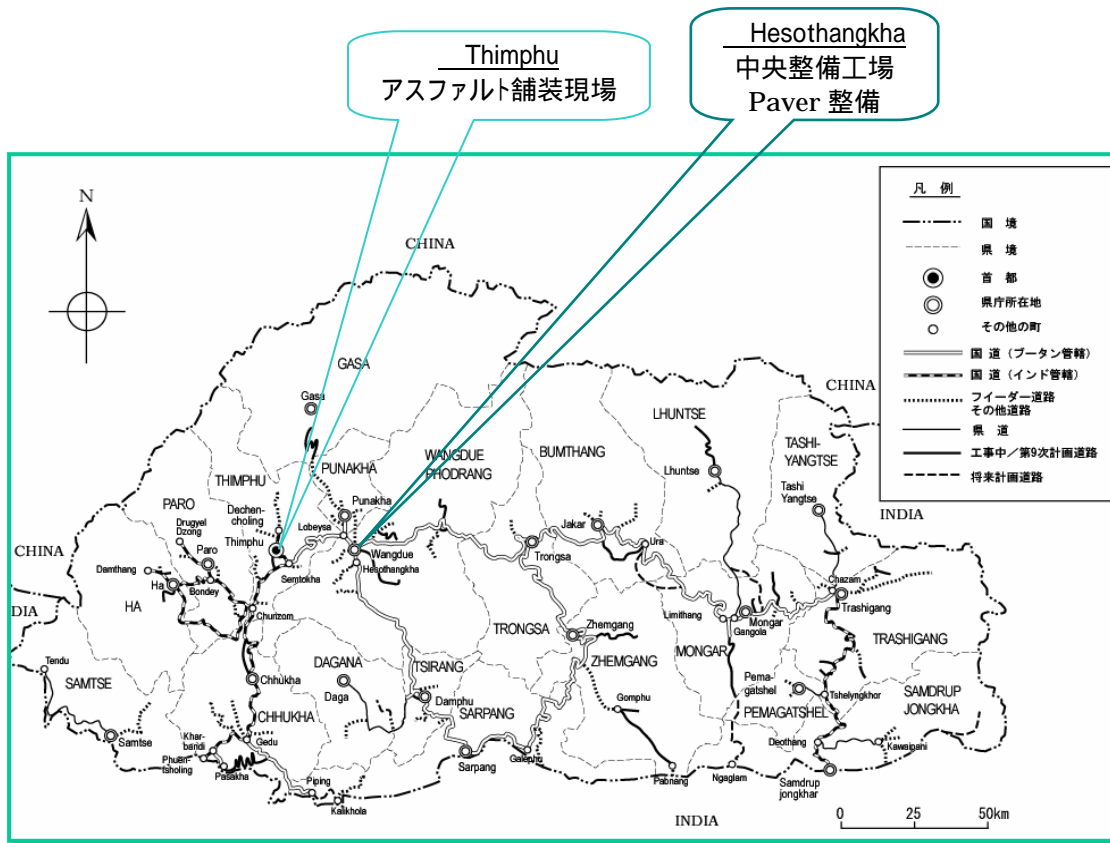 Thimphu
アスファルト舗装現場
Hesothangkha
中央整備工場
Paver 整備
凡 例
国 境
県 境
首 都
県庁所在地
その他の町
国 道（ブータン管轄）
国 道（インド管轄）
フイーダー道路
その他道路
県 道
工事中／第9次計画道路
将来計画道路
N
CHINA
GASA
Gasa
CHINA
LHUNTSE
TASHI-
YANGTSE
BUMTHANG
WANGDUE
PHODRANG
PUNAKHA
THIMPHU
Lhuntse
Tashi
Yangtse
INDIA
PARO
Dechen-
choling
Punakha
Drugyel
Dzong
Lobeysa
Thimphu
Jakar
Ura
CHINA
Paro
Wangdue
Trongsa
Damthang
Semtokha
Hesothangkha
Ha
Bondey
Chazam
Trashigang
DIA
HA
Churizom
Limithang
Mongar
Gangola
TRONGSA
Zhemgang
TRASHIGANG
MONGAR
ZHEMGANG
Tendu
DAGANA
TSIRANG
Pema-
gatshel
SAMTSE
Chhukha
Daga
Damphu
Gomphu
Tshelyngkhor
SAMDRUP
JONGKHA
SARPANG
PEMAGATSHEL
CHHUKHA
Samtse
Khar-
baridi
Gedu
Deothang
Kawaipahi
Phuen-
tsholing
Pasakha
Sarpang
Galephu
Pabnang
Ngaglam
Samdrup
jongkhar
Piping
Kalikhola
INDIA
0 25 50km